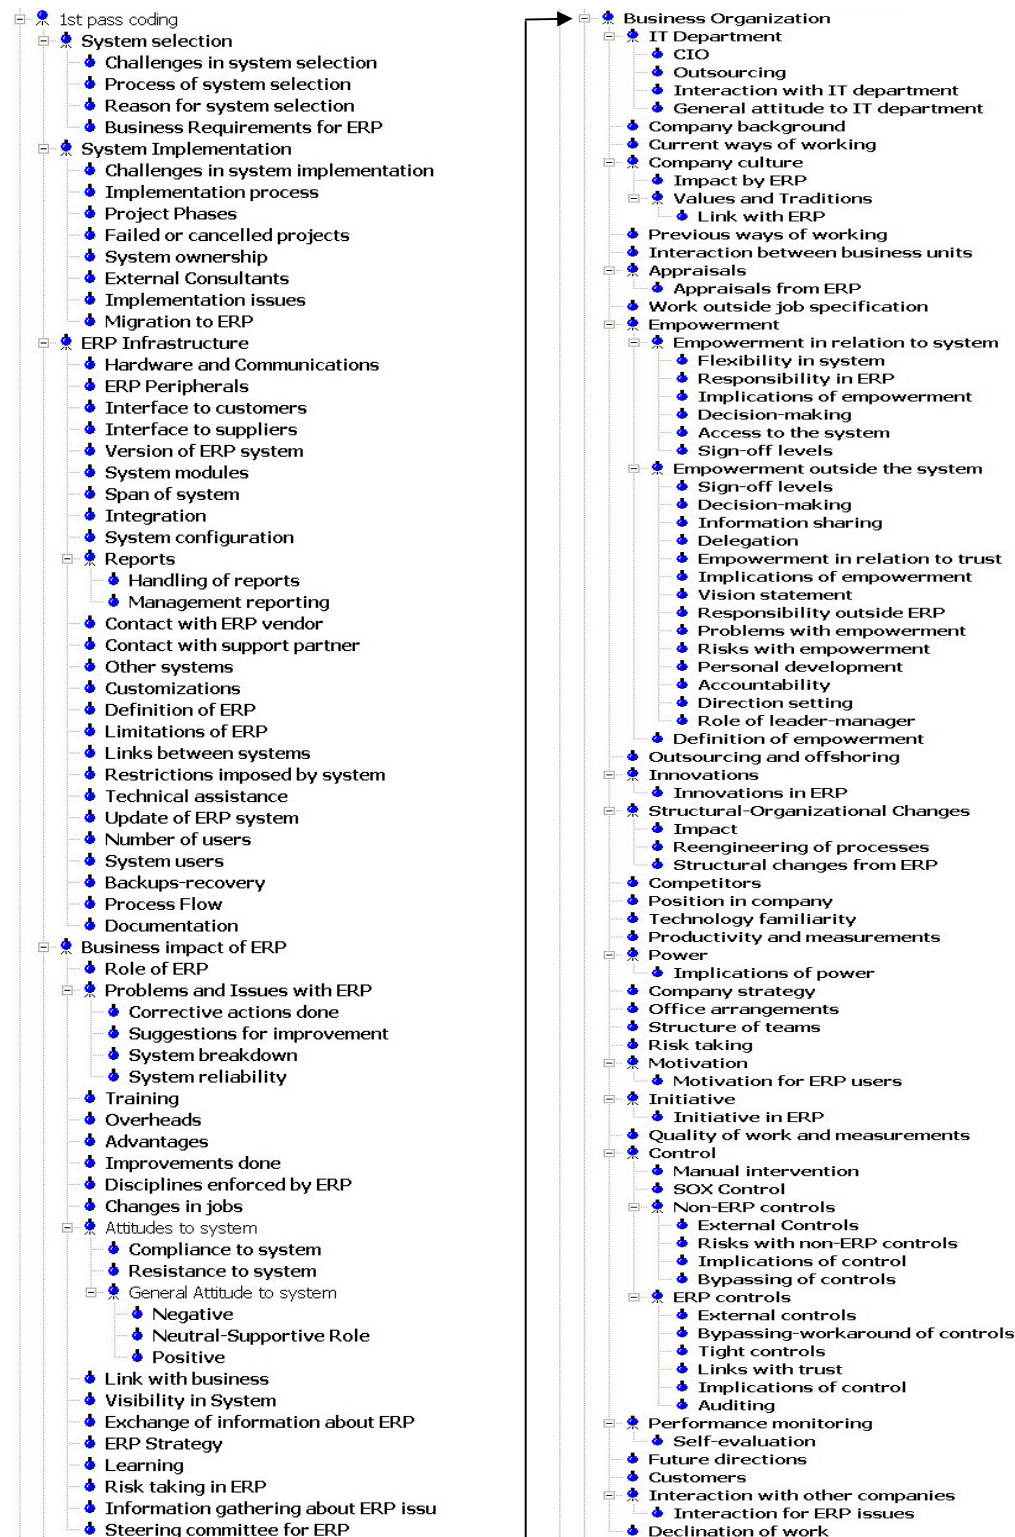 1st pass coding
System selection
Challenges in system selection
Process of system selection
Reason for system selection
Business Requirements for ERP
System Implementation
Challenges in system implementation
Implementation process
Project Phases
Failed or cancelled projects
System ownership
External Consultants
Implementation issues
Migration to ERP
ERP Infrastructure
Hardware and Communications
ERP Peripherals
Interface to customers
Interface to suppliers
Version of ERP system
System modules
Span of system
Integration
System configuration
Reports
Handling of reports
Management reporting
Contact with ERP vendor
Contact with support partner
Other systems
Customizations
Definition of ERP
Limitations of ERP
Links between systems
Restrictions imposed by system
Technical assistance
Update of ERP system
Number of users
System users
Backups-recovery
Process Flow
Documentation
Business impact of ERP
Role of ERP
Problems and Issues with ERP
Corrective actions done
Suggestions for improvement
System breakdown
System reliability
Training
Overheads
Advantages
Improvements done
Disciplines enforced by ERP
Changes in jobs
Attitudes to system
Compliance to system
Resistance to system
General Attitude to system
Negative
Neutral-Supportive Role
Positive
Link with business
Visibility in System
Exchange of information about ERP
ERP Strategy
Learning
Risk taking in ERP
Information gathering about ERP issu
Steering committee for ERP
Business Organization
IT Department
CIO
Outsourcing
Interaction with IT department
General attitude to IT department
Company background
Current ways of working
Company culture
Impact by ERP
Values and Traditions
Link with ERP
Previous ways of working
Interaction between business units
Appraisals
Appraisals from ERP
Work outside job specification
Empowerment
Empowerment in relation to system
Flexibility in system
Responsibility in ERP
Implications of empowerment
Decision-making
Access to the system
Sign-off levels
Empowerment outside the system
Sign-off levels
Decision-making
Information sharing
Delegation
Empowerment in relation to trust
Implications of empowerment
Vision statement
Responsibility outside ERP
Problems with empowerment
Risks with empowerment
Personal development
Accountability
Direction setting
Role of leader-manager
Definition of empowerment
Outsourcing and offshoring
Innovations
Innovations in ERP
Structural-Organizational Changes
Impact
Reengineering of processes
Structural changes from ERP
Competitors
Position in company
Technology familiarity
Productivity and measurements
Power
Implications of power
Company strategy
Office arrangements
Structure of teams
Risk taking
Motivation
Motivation for ERP users
Initiative
Initiative in ERP
Quality of work and measurements
Control
Manual intervention
SOX Control
Non-ERP controls
External Controls
Risks with non-ERP controls
Implications of control
Bypassing of controls
ERP controls
External controls
Bypassing-workaround of controls
Tight controls
Links with trust
Implications of control
Auditing
Performance monitoring
Self-evaluation
Future directions
Customers
Interaction with other companies
Interaction for ERP issues
Declination of work